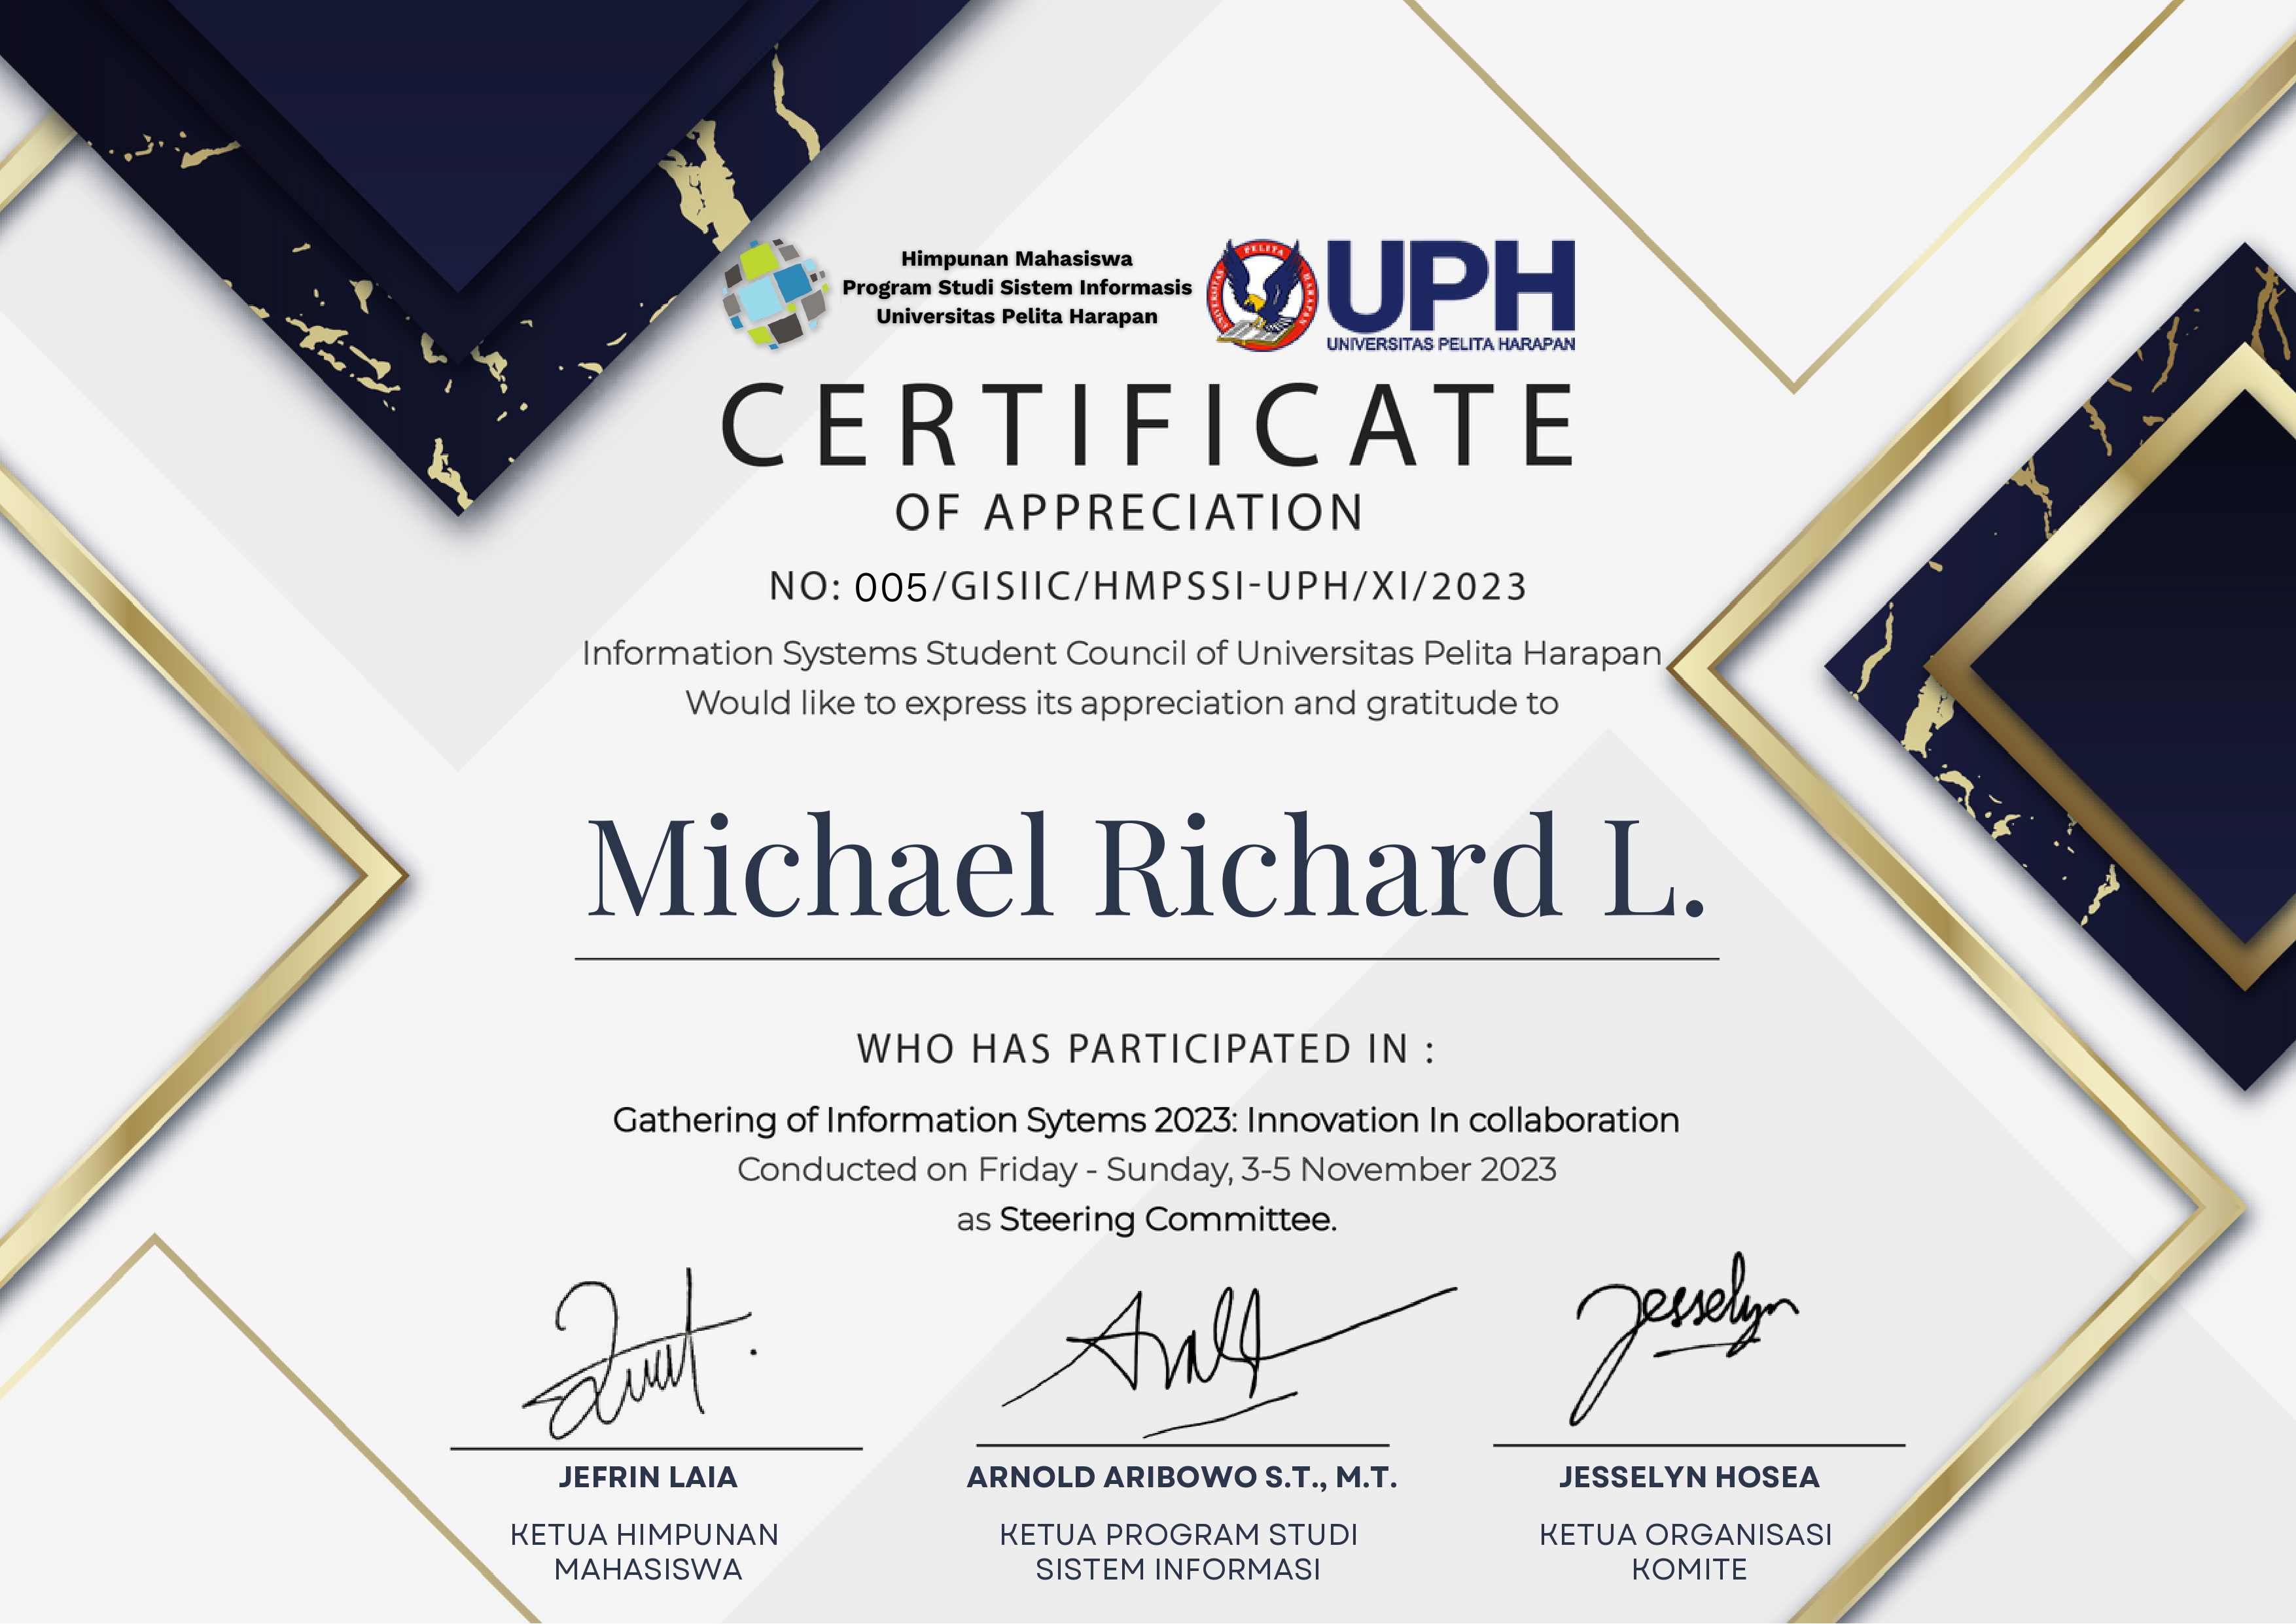 Himpunan Mahasiswa
Program Studi Sistem Informasis
Universitas Pelita Harapan
UNIVERSITAS PELITA HARAPAN
UPH
UNIVERSITAS PELITA HARAPAN
CERTIFICATE
OF APPRECIATION
NO: 005/GISIIC/HMPSSI-UPH/XI/2023
Information Systems Student Council of Universitas Pelita Harapan
Would like to express its appreciation and gratitude to
Michael Richard L.
WHO HAS PARTICIPATED IN :
Gathering of Information Sytems 2023: Innovation In collaboration
Conducted on Friday - Sunday, 3-5 November 2023
as Steering Committee.
Jesselyn
JEFRIN LAIA
KETUA HIMPUNAN
MAHASISWA
ARNOLD ARIBOWO S.T., M.T.
KETUA PROGRAM STUDI
SISTEM INFORMASI
JESSELYN HOSEA
KETUA ORGANISASI
KOMITE